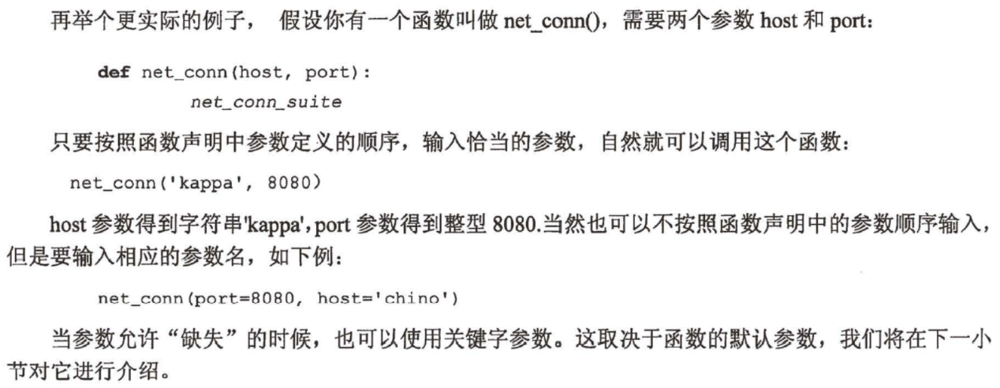 再举个更实际的例子， 假设你有一个函数叫做 net_conn()，需要两个参数 host 和 port：
def net_conn(host, port):
net_conn_suite
只要按照函数声明中参数定义的顺序，输入恰当的参数，自然就可以调用这个函数：
net_conn('kappa', 8080）
host 参数得到字符串'kappa'，port 参数得到整型 8080.当然也可以不按照函数声明中的参数顺序输入，
但是要输入相应的参数名，如下例：
net_conn(port=8080, host='chino')
当参数允许“缺失”的时候，也可以使用关键字参数。这取决于函数的默认参数，我们将在下一小
节对它进行介绍。